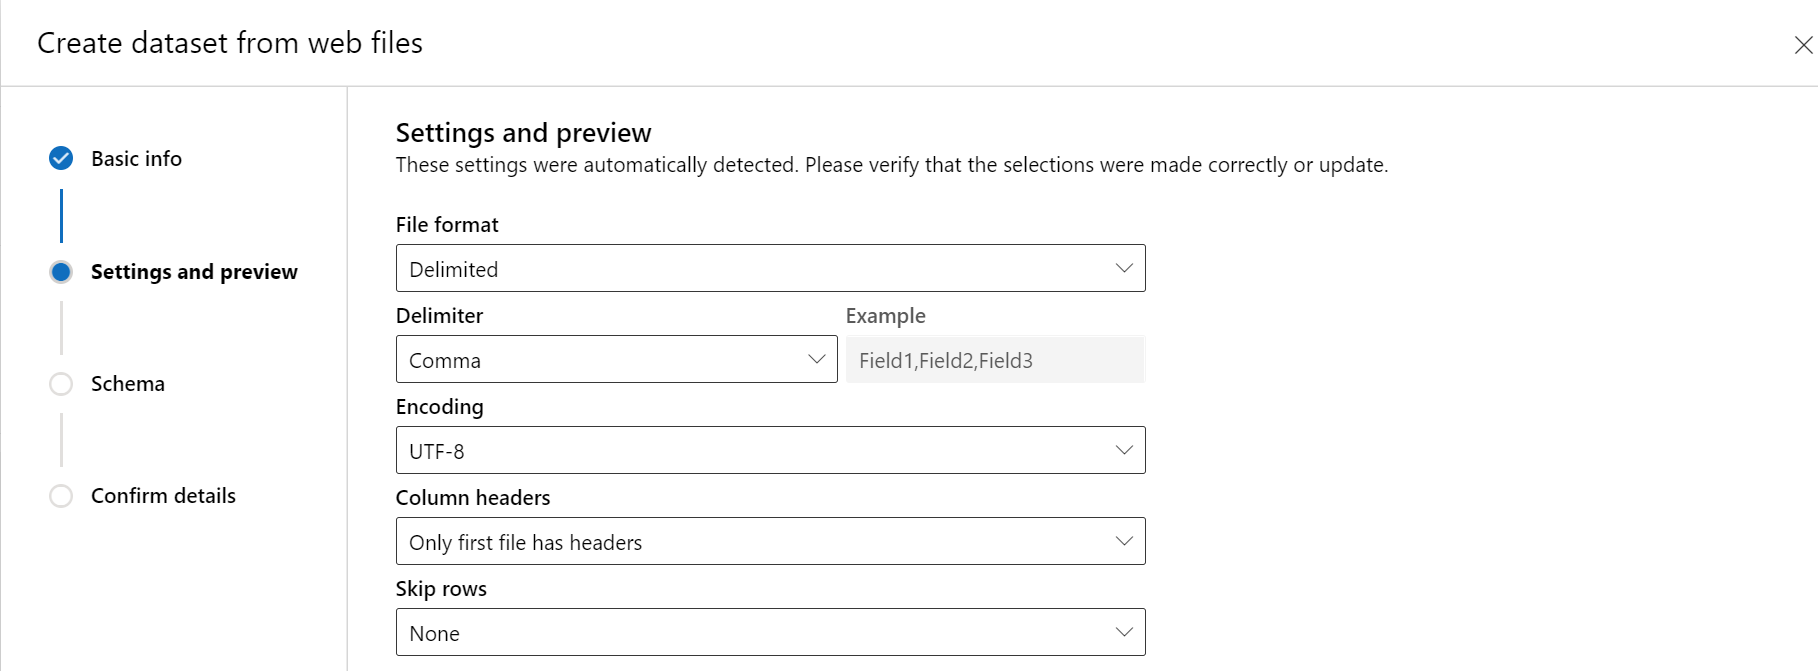 Create dataset from web files
Basic info
Settings and preview
Schema
Confirm details
Settings and preview
These settings were automatically detected. Please verify that the selections were made correctly or update.
File format
Delimited
Delimiter
Example
Comma
Field1,Field2,Field3
Encoding
UTF-8
Column headers
Only first file has headers
Skip rows
None